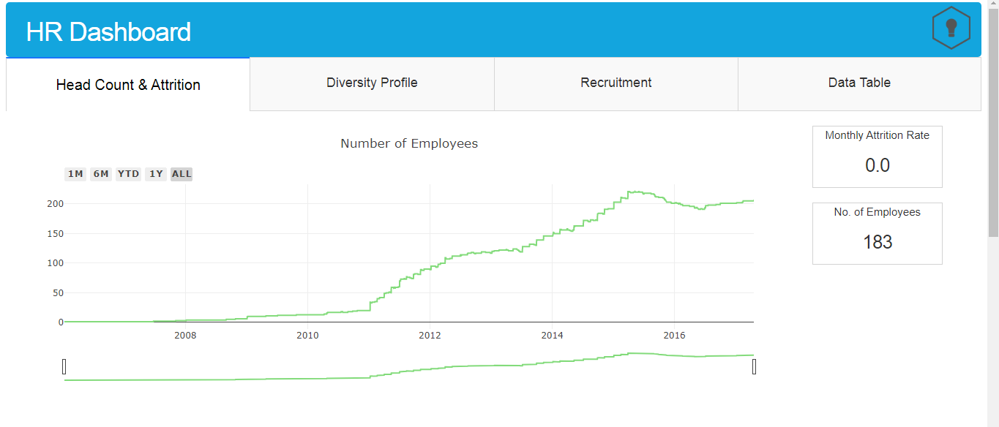 HR Dashboard
Head Count & Attrition
Diversity Profile
Recruitment
Data Table
Number of Employees
Monthly Attrition Rate
0.0
1M 6M YTD 1Y ALL
No. of Employees
183
200
150
100
50
0
2008 2010 2012 2014 2016